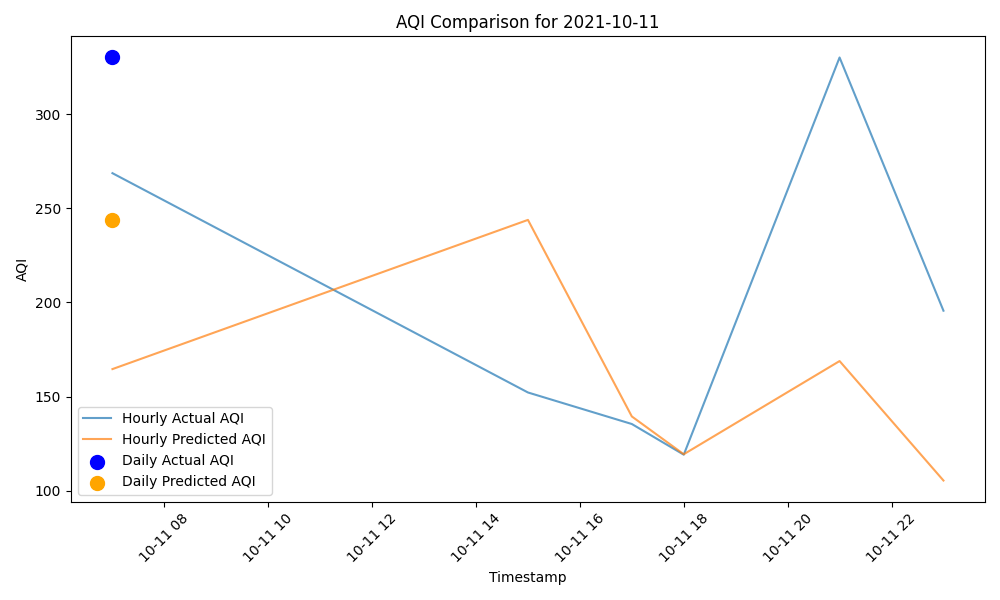 AQI Comparison for 2021-10-11
AQI
300
250
200
150
100
Hourly Actual AQI
Hourly Predicted AQI
Daily Actual AQI
Daily Predicted AQI
10-11 08
10-11 10
10-11 12
10-11 14
10-11 16
10-11 18
10-11 20
10-11 22
Timestamp